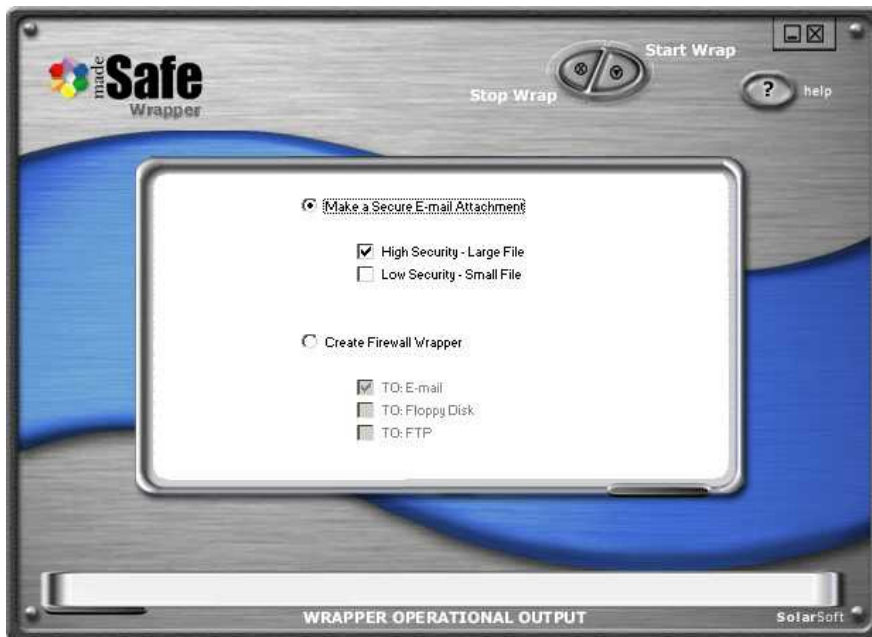 made Safe
Wrapper
Start Wrap
Stop Wrap
? help
Make a Secure E-mail Attachment
High Security - Large File
Low Security - Small File
Create Firewall Wrapper
TO: E-mail
TO: Floppy Disk
TO: FTP
WRAPPER OPERATIONAL OUTPUT
SolarSoft